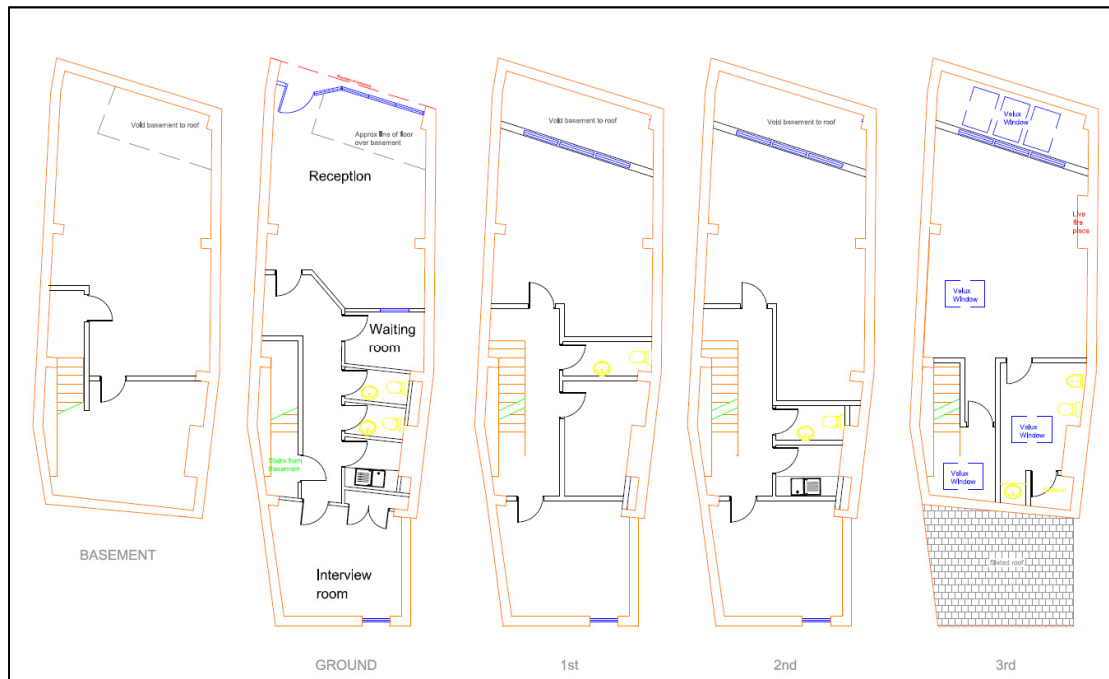 Void basement to roof
BASEMENT
Approx line of floor
over basement
Reception
Waiting
room
Stairs from
Basement
Interview
room
GROUND
Void basement to roof
1st
Void basement to roof
2nd
Velux
Window
Live
fire
place
Velux
Window
Velux
Window
Velux
Window
Slated roof
3rd